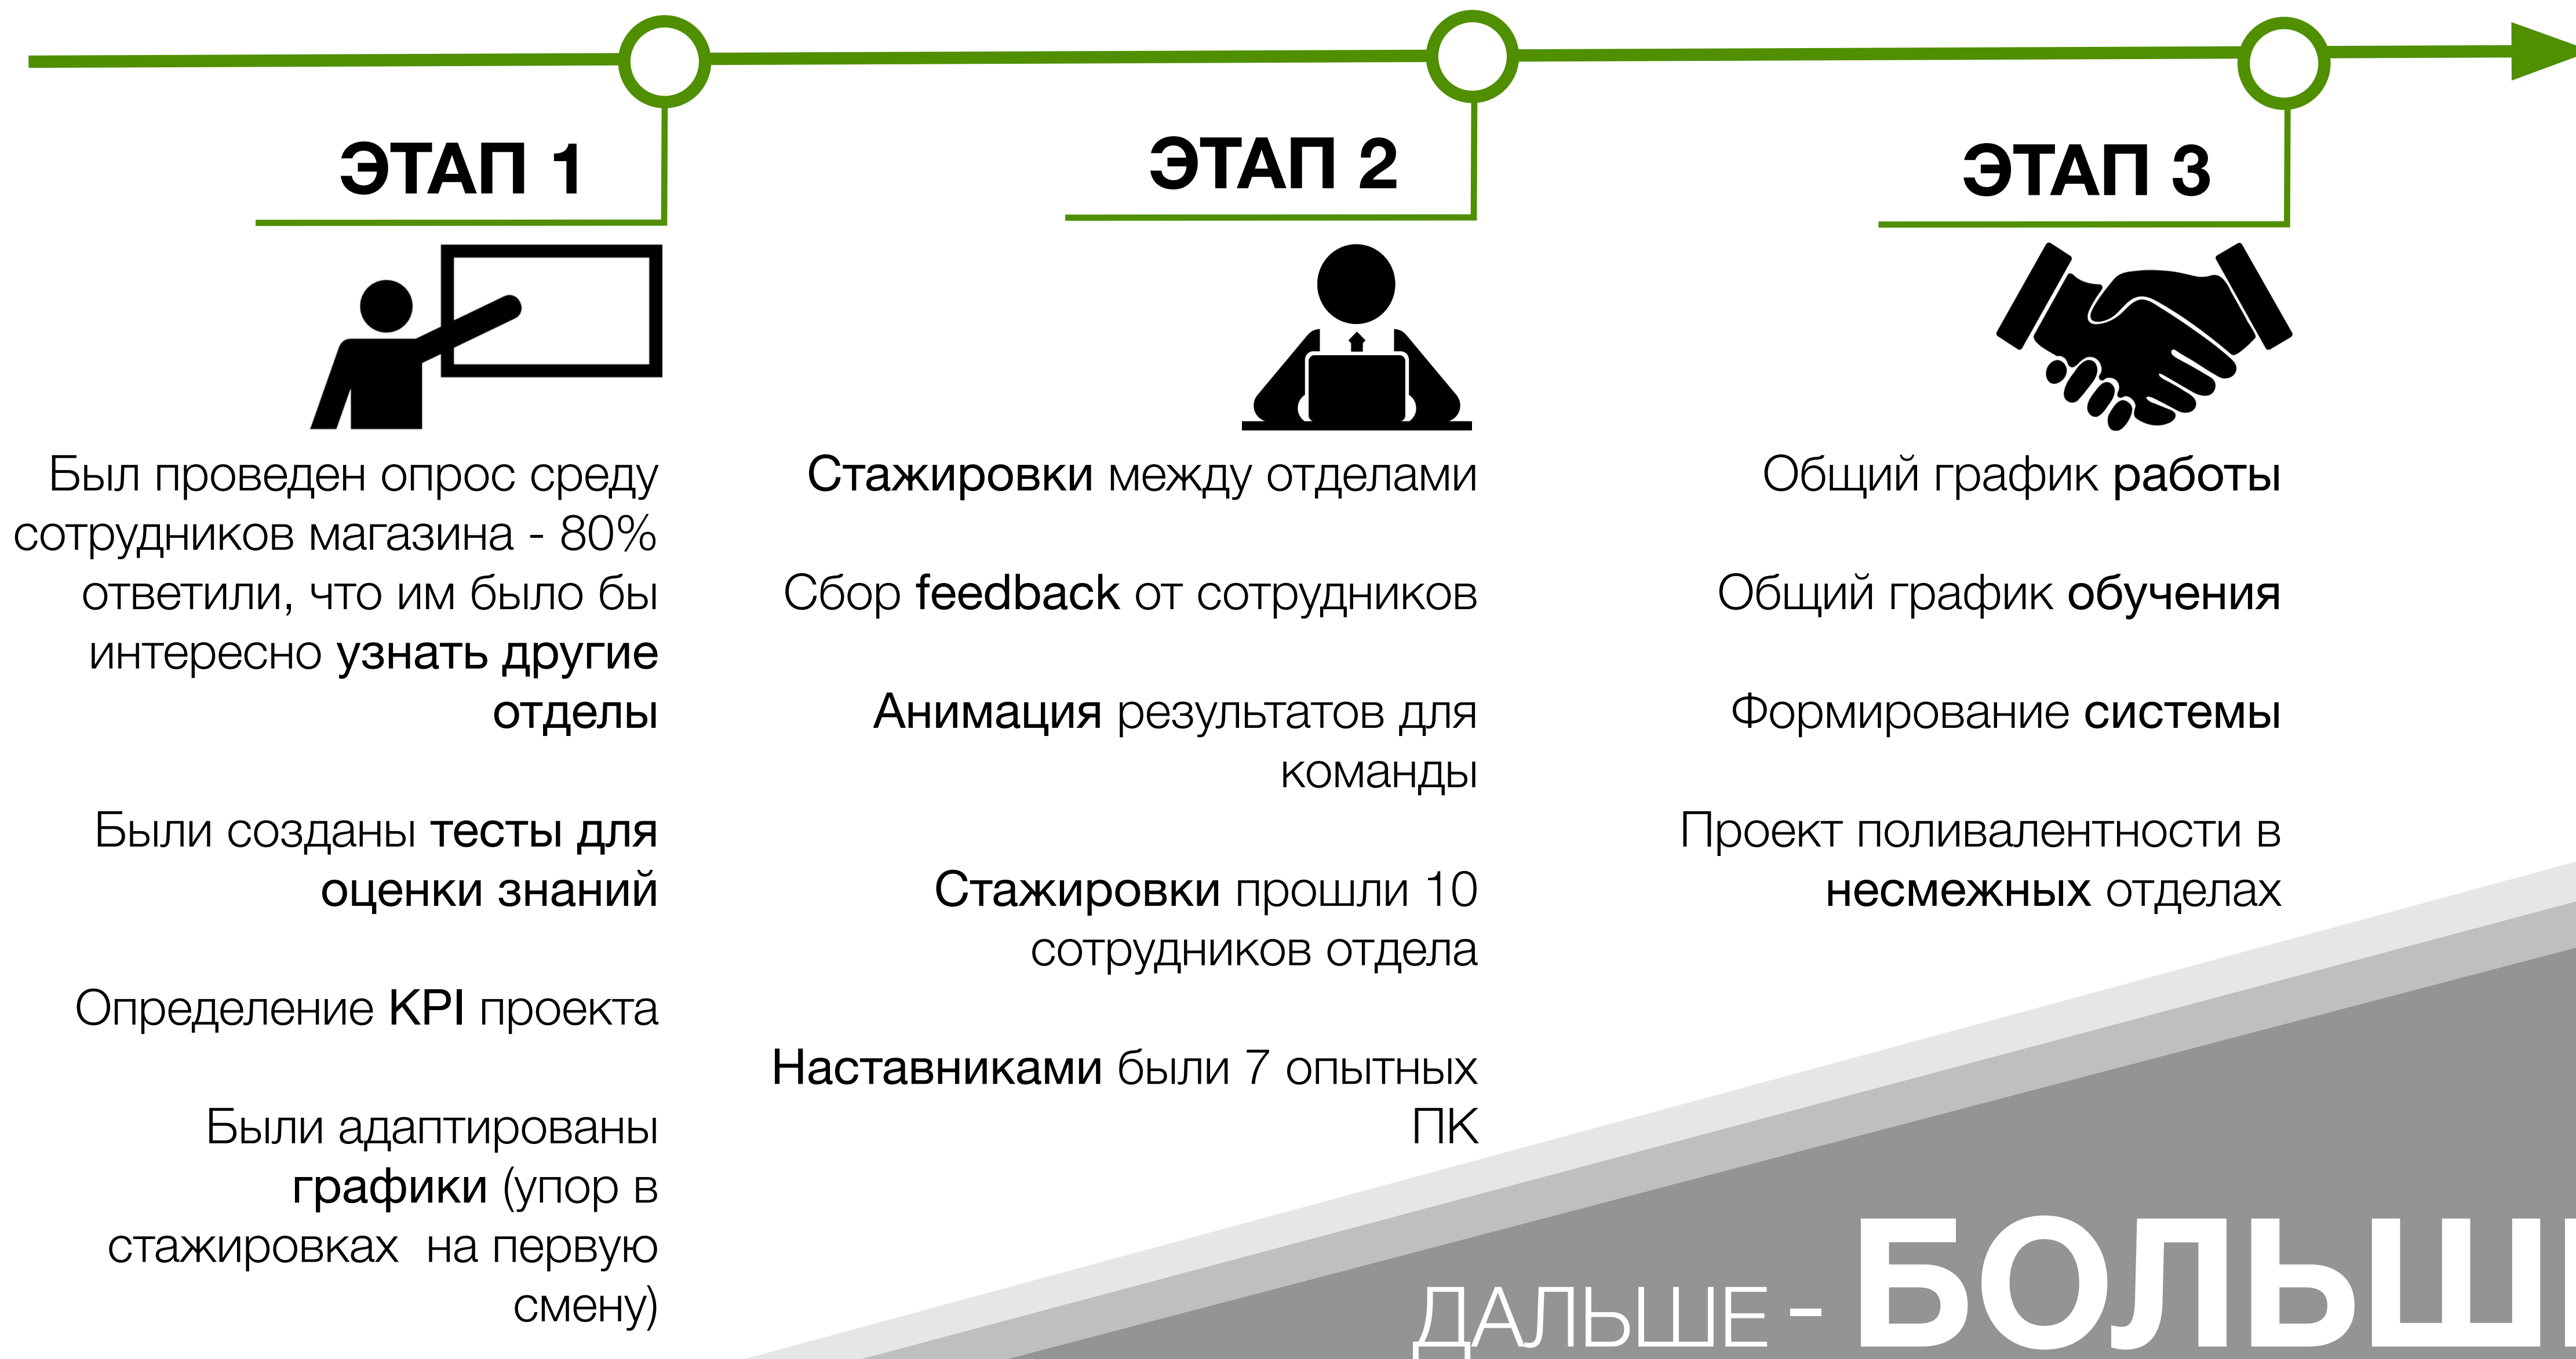 ЭТАП 1
Был проведен опрос среду
сотрудников магазина - 80%
ответили, что им было бы
интересно узнать другие
отделы
Были созданы тесты для
оценки знаний
Определение KPI проекта
Были адаптированы
графики (упор в
стажировках  на первую
смену)
ЭТАП 2
Стажировки между отделами
Сбор feedback от сотрудников
Анимация результатов для
команды
Стажировки прошли 10
сотрудников отдела
Наставниками были 7 опытных
ПК
ЭТАП 3
Общий график работы
Общий график обучения
Формирование системы
Проект поливалентности в
несмежных отделах
ДАЛЬШЕ - БОЛЬШ